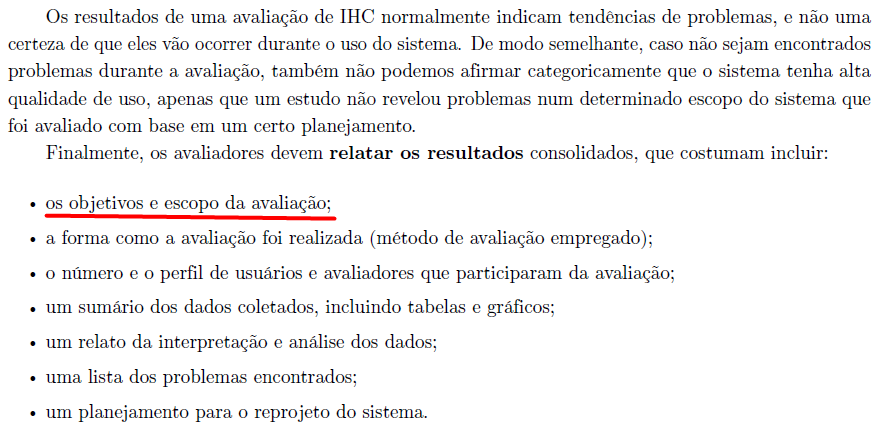 Os resultados de uma avaliação de IHC normalmente indicam tendências de problemas, e não uma
certeza de que eles vão ocorrer durante o uso do sistema. De modo semelhante, caso não sejam encontrados
problemas durante a avaliação, também não podemos afirmar categoricamente que o sistema tenha alta
qualidade de uso, apenas que um estudo não revelou problemas num determinado escopo do sistema que
foi avaliado com base em um certo planejamento.
Finalmente, os avaliadores devem relatar os resultados consolidados, que costumam incluir:
• os objetivos e escopo da avaliação;
• a forma como a avaliação foi realizada (método de avaliação empregado);
• o número e o perfil de usuários e avaliadores que participaram da avaliação;
• um sumário dos dados coletados, incluindo tabelas e gráficos;
• um relato da interpretação e análise dos dados;
• uma lista dos problemas encontrados;
• um planejamento para o reprojeto do sistema.